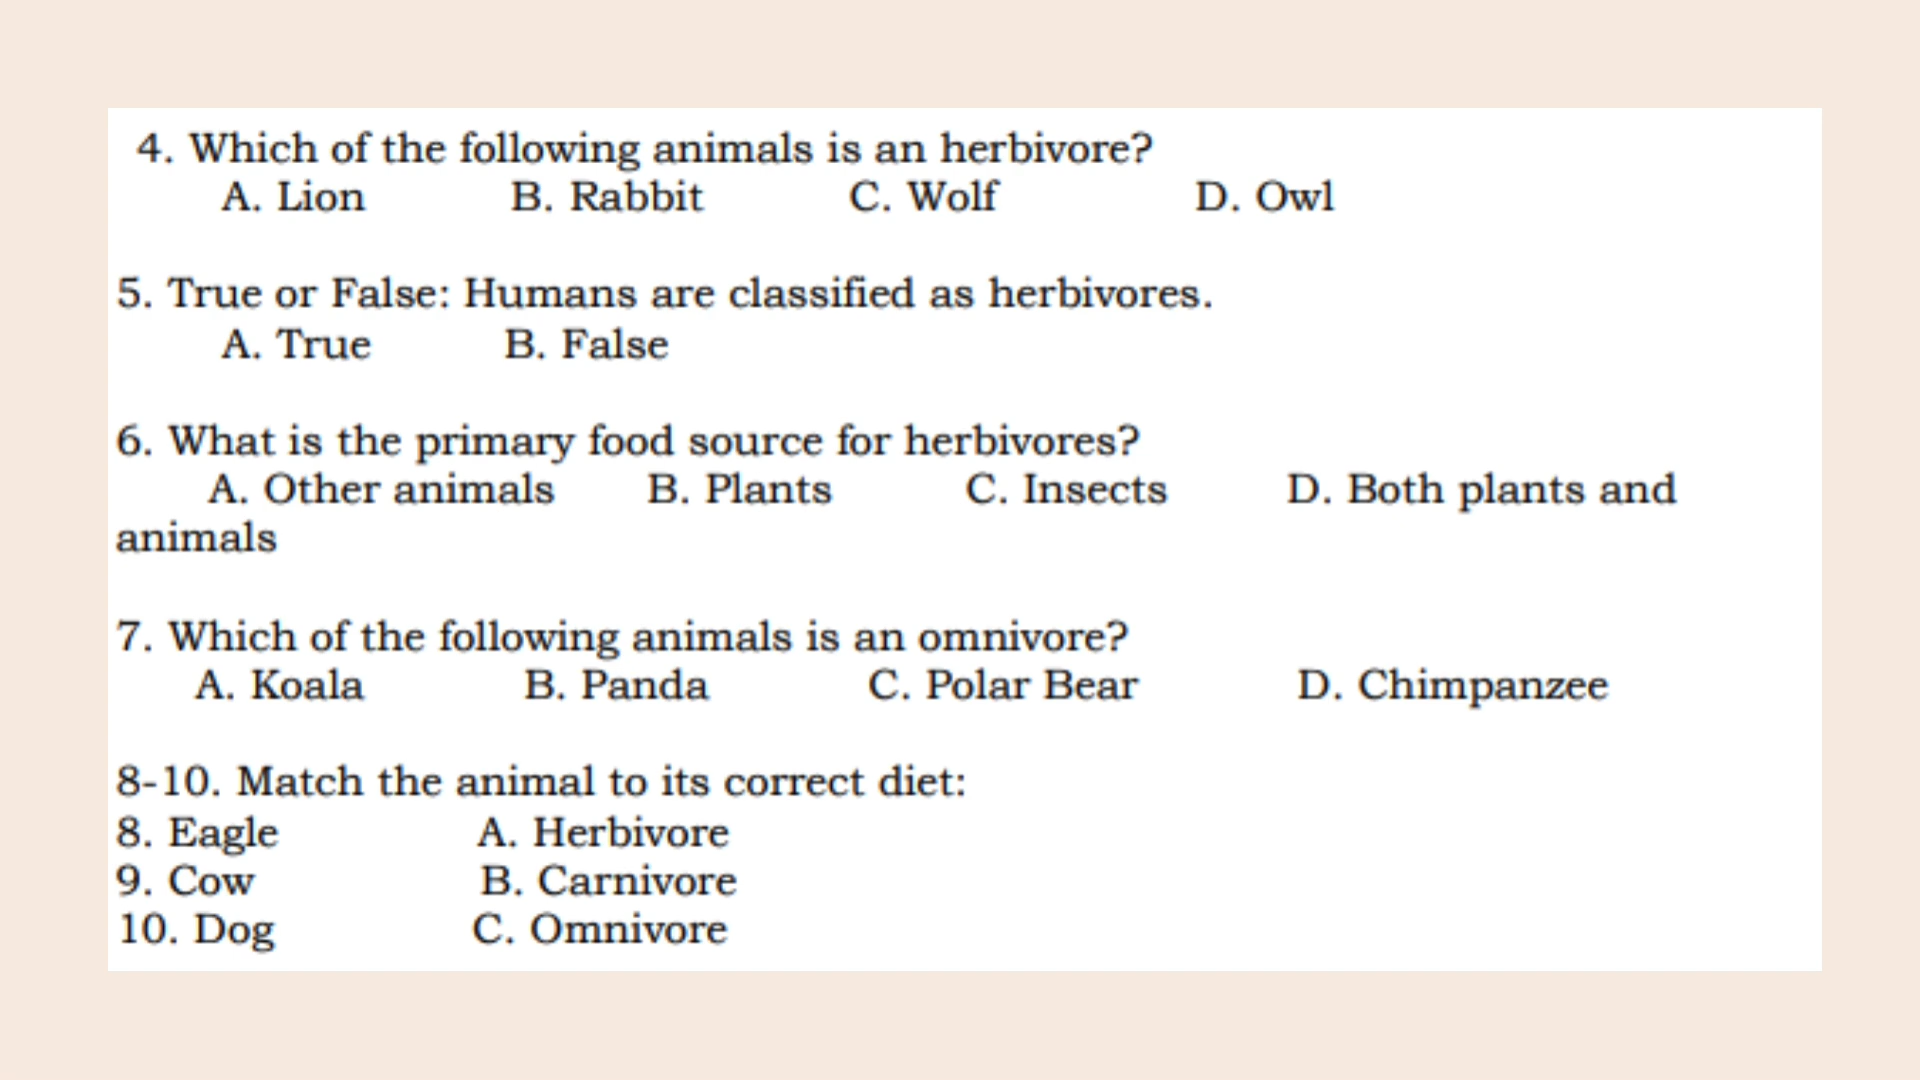 4. Which of the following animals is an herbivore?
A. Lion B. Rabbit C. Wolf D. Owl
5. True or False: Humans are classified as herbivores.
A. True B. False
6. What is the primary food source for herbivores?
A. Other animals B. Plants C. Insects D. Both plants and
animals
7. Which of the following animals is an omnivore?
A. Koala B. Panda C. Polar Bear D. Chimpanzee
8-10. Match the animal to its correct diet:
8. Eagle A. Herbivore
9. Cow B. Carnivore
10. Dog C. Omnivore